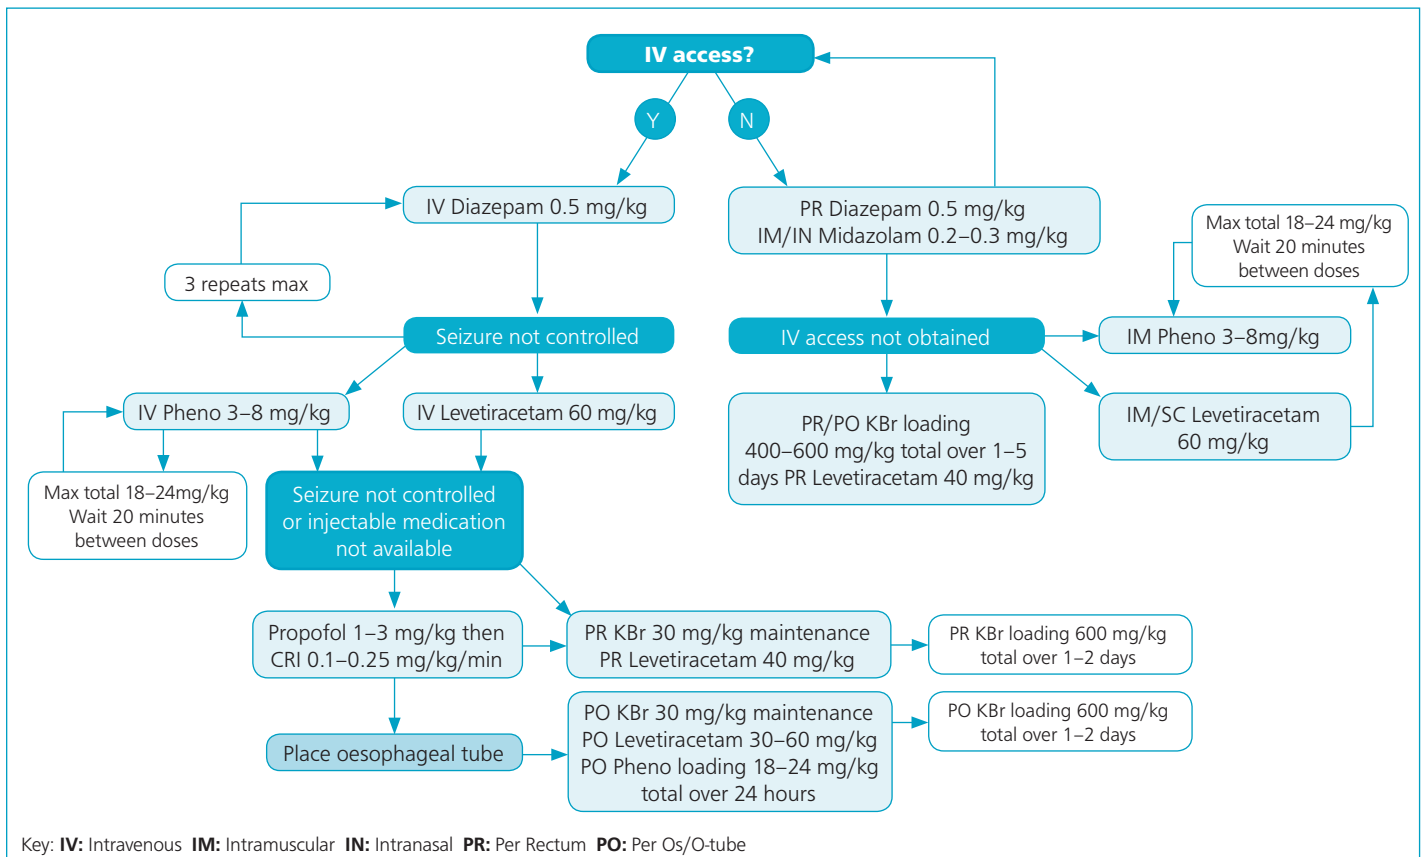 IV access?
Y
N
IV Diazepam 0.5 mg/kg
PR Diazepam 0.5 mg/kg
IM/IN Midazolam 0.2–0.3 mg/kg
Max total 18–24 mg/kg
Wait 20 minutes
between doses
3 repeats max
Seizure not controlled
IV access not obtained
IM Pheno 3–8mg/kg
IV Pheno 3–8 mg/kg
IV Levetiracetam 60 mg/kg
PR/PO KBr loading
400–600 mg/kg total over 1–5
days PR Levetiracetam 40 mg/kg
IM/SC Levetiracetam
60 mg/kg
Max total 18–24mg/kg
Wait 20 minutes
between doses
Seizure not controlled
or injectable medication
not available
Propofol 1–3 mg/kg then
CRI 0.1–0.25 mg/kg/min
PR KBr 30 mg/kg maintenance
PR Levetiracetam 40 mg/kg
PR KBr loading 600 mg/kg
total over 1–2 days
Place oesophageal tube
PO KBr 30 mg/kg maintenance
PO Levetiracetam 30–60 mg/kg
PO Pheno loading 18–24 mg/kg
total over 24 hours
PO KBr loading 600 mg/kg
total over 1–2 days
Key: IV: Intravenous IM: Intramuscular IN: Intranasal PR: Per Rectum PO: Per Os/O-tube